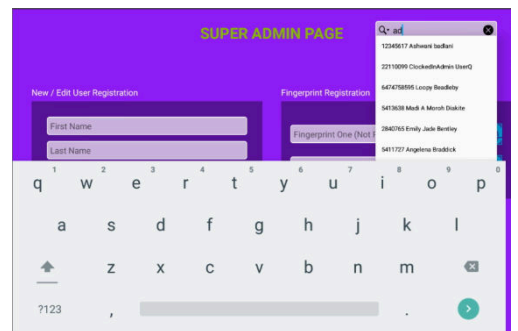 SUPER ADMIN PAGE
ad
12345617 Ashwani badlani
22110099 ClockedInAdmin UserQ
6474758595 Loopy Beadleby
5413638 Madi A Moroh Diakite
2840765 Emily Jade Bentley
5411727 Angelena Braddick
New / Edit User Registration
Fingerprint Registration
First Name
Last Name
Fingerprint One (Not
1 2 3 4 5 6 7 8 9 0
q w e r t y u i o p
a s d f g h j k l
z x c v b n m
?123 , .